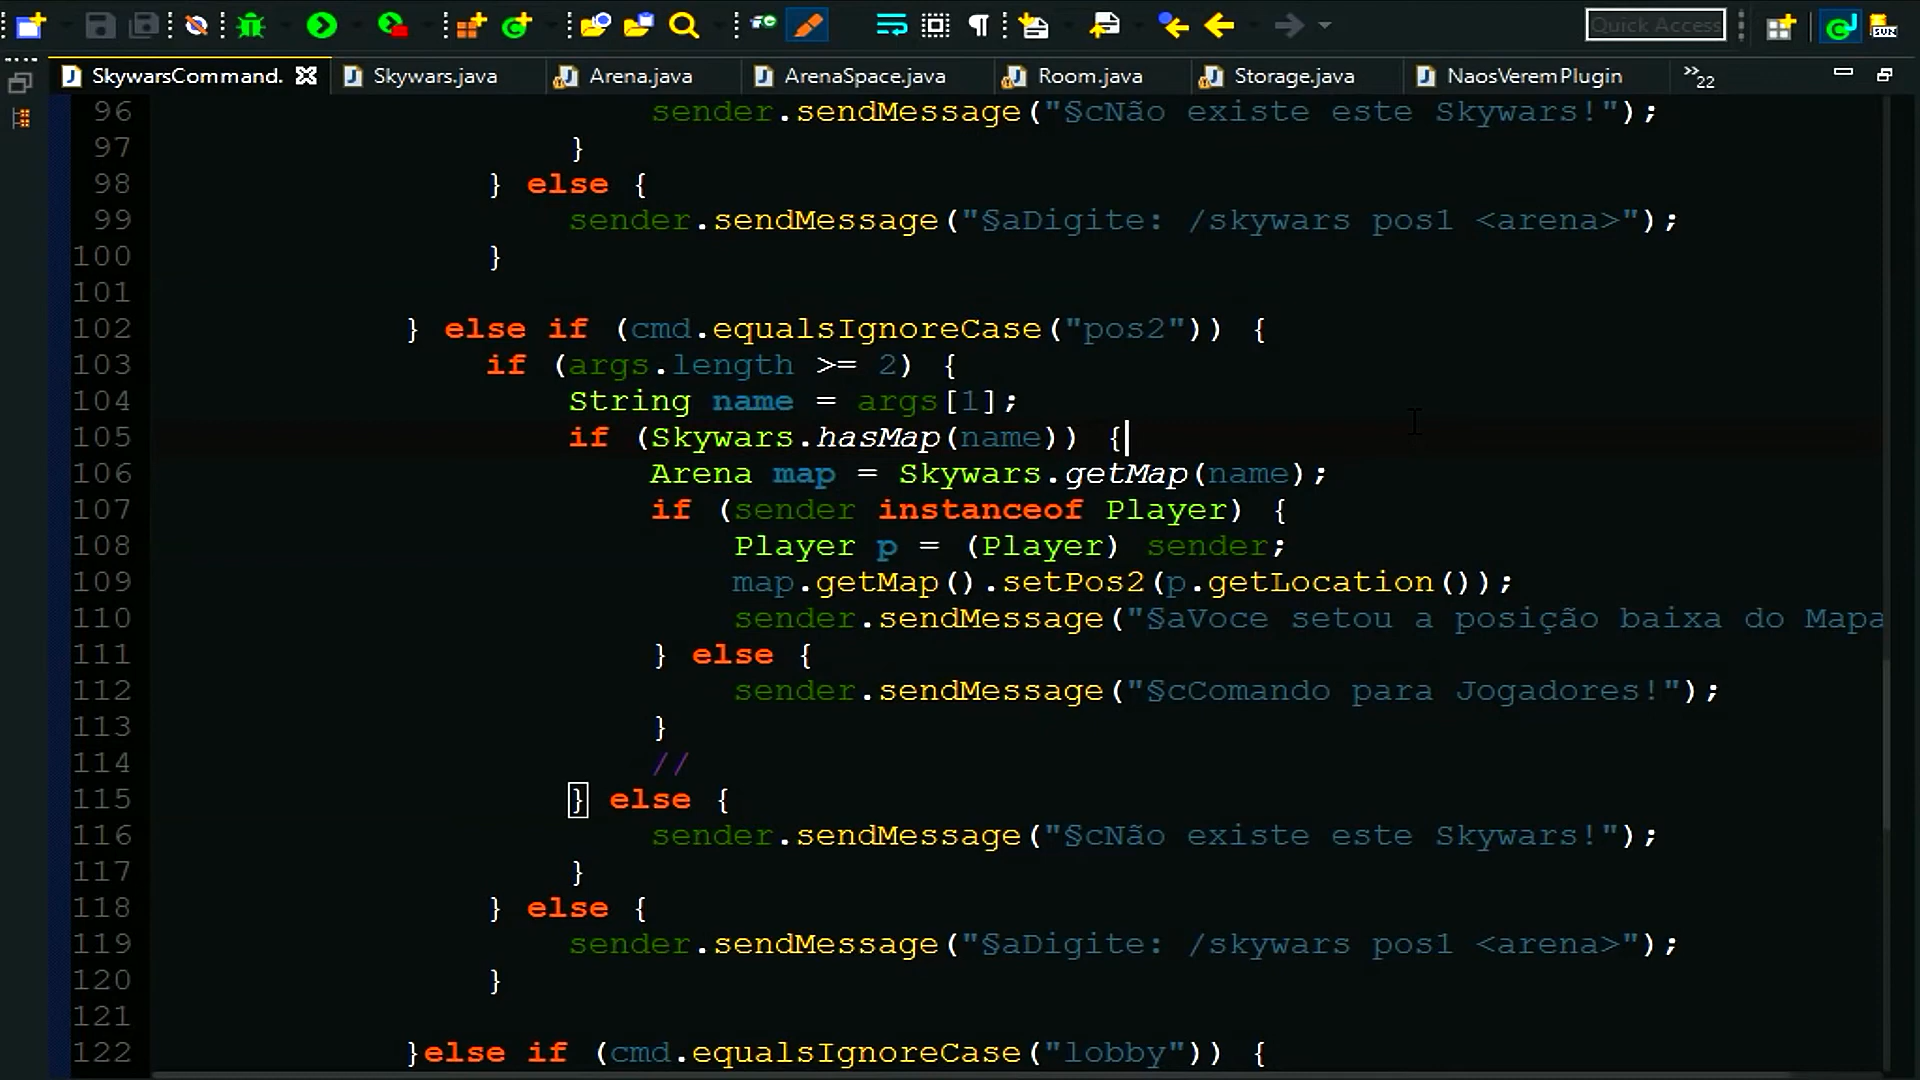 Quick Access
SUN
SkywarsCommand. Skywars.java Arena.java ArenaSpace.java Room.java Storage.java NaosVeremPlugin »22
96 sender.sendMessage("§cNão existe este Skywars!");
97 }
98 } else {
99 sender.sendMessage("§aDigite: /skywars pos1 <arena>");
100 }
101
102 } else if (cmd.equalsIgnoreCase("pos2")) {
103 if (args.length >= 2) {
104 String name = args[1];
105 if (Skywars.hasMap(name)) {
106 Arena map = Skywars.getMap(name);
107 if (sender instanceof Player) {
108 Player p = (Player) sender;
109 map.getMap().setPos2(p.getLocation());
110 sender.sendMessage("§aVoce setou a posição baixa do Mapa
111 } else {
112 sender.sendMessage("§cComando para Jogadores!");
113 }
114 //
115 } else {
116 sender.sendMessage("§cNão existe este Skywars!");
117 }
118 } else {
119 sender.sendMessage("§aDigite: /skywars pos1 <arena>");
120 }
121
122 }else if (cmd.equalsIgnoreCase("lobby")) {